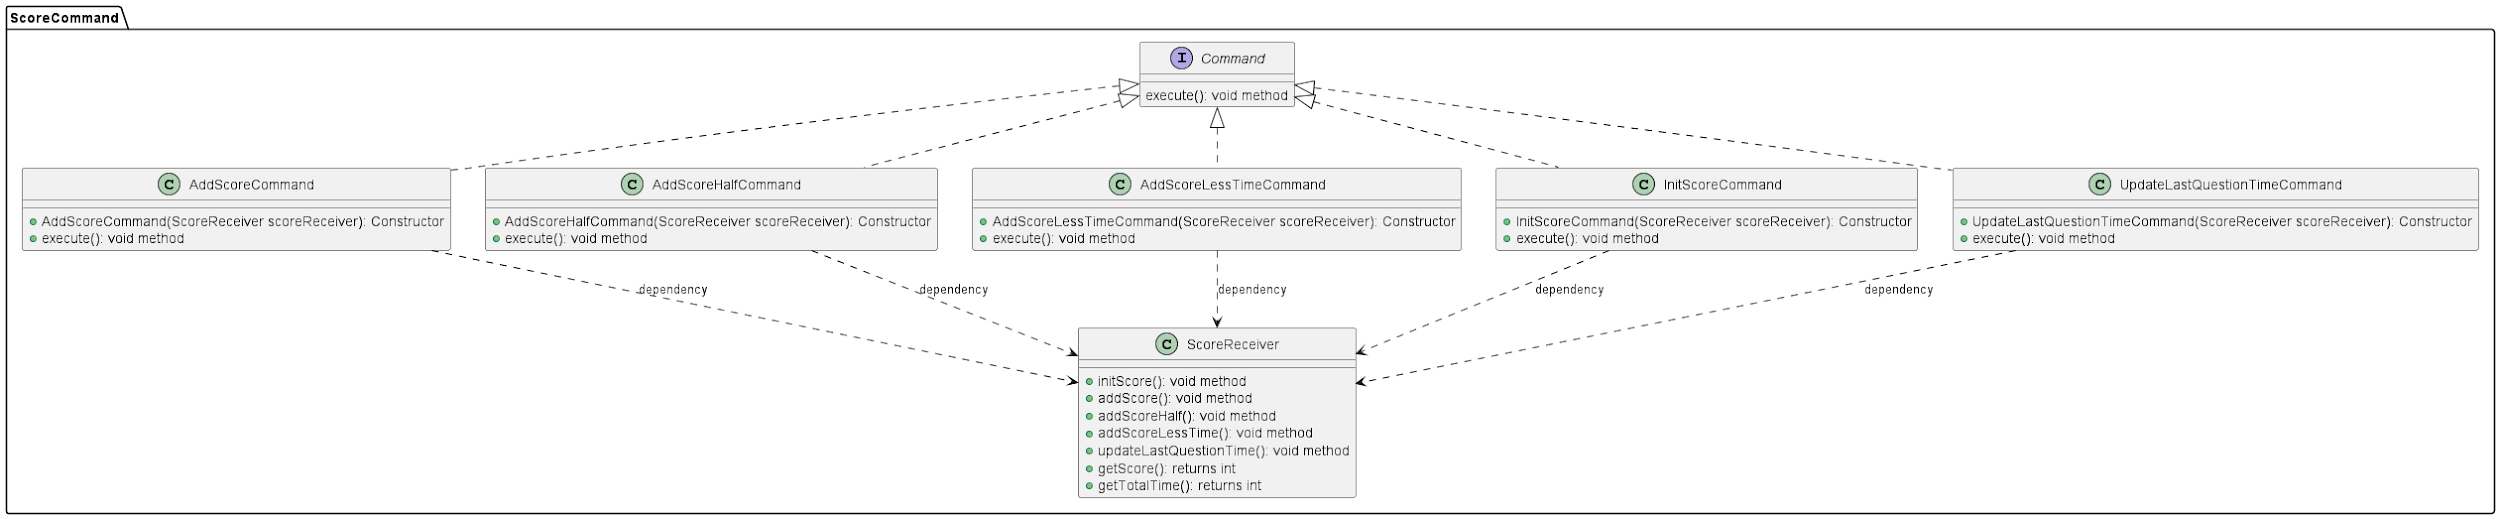 ScoreCommand
I Command
execute(): void method
C AddScoreCommand
AddScoreCommand(ScoreReceiver scoreReceiver): Constructor
execute(): void method
C AddScoreHalfCommand
AddScoreHalfCommand(ScoreReceiver scoreReceiver): Constructor
execute(): void method
C AddScoreLessTimeCommand
AddScoreLessTimeCommand(ScoreReceiver scoreReceiver): Constructor
execute(): void method
C InitScoreCommand
InitScoreCommand(ScoreReceiver scoreReceiver): Constructor
execute(): void method
C UpdateLastQuestionTimeCommand
UpdateLastQuestionTimeCommand(ScoreReceiver scoreReceiver): Constructor
execute(): void method
dependency
dependency
dependency
dependency
dependency
C ScoreReceiver
initScore(): void method
addScore(): void method
addScoreHalf(): void method
addScoreLessTime(): void method
updateLastQuestionTime(): void method
getScore(): returns int
getTotalTime(): returns int